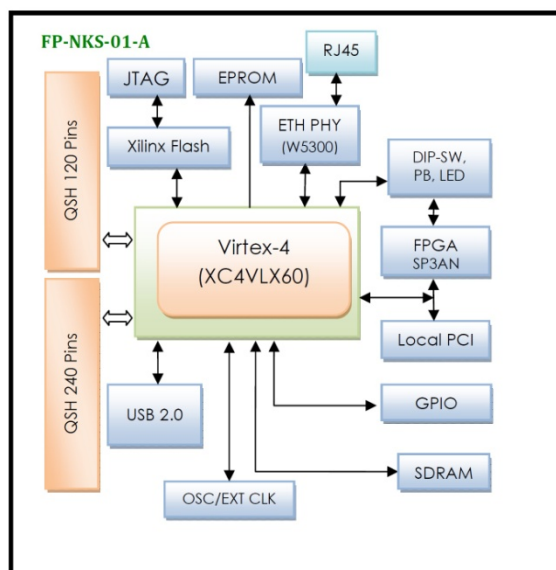 FP-NKS-01-A
RJ45
JTAG
EPROM
QSH 120 Pins
Xilinx Flash
ETH PHY
(W5300)
DIP-SW,
PB, LED
Virtex-4
(XC4VLX60)
FPGA
SP3AN
Local PCI
QSH 240 Pins
USB 2.0
GPIO
SDRAM
OSC/EXT CLK